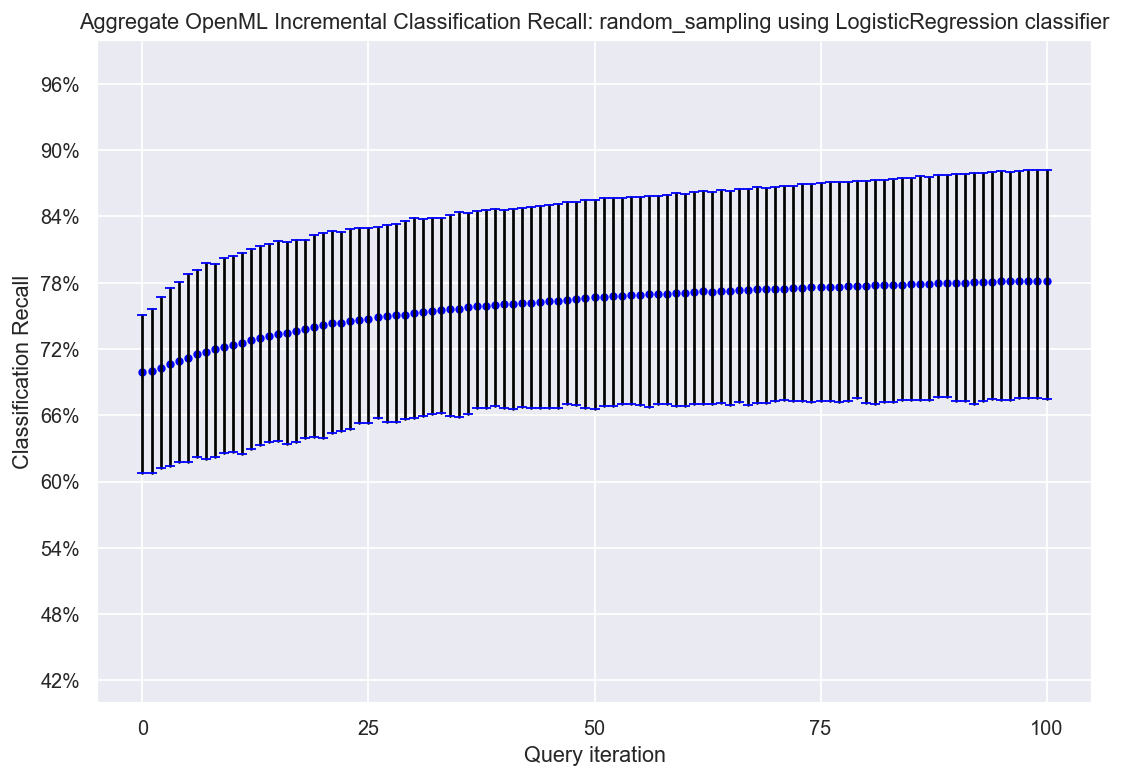 Aggregate OpenML Incremental Classification Recall: random_sampling using LogisticRegression classifier
96%
90%
84%
78%
72%
66%
60%
54%
48%
42%
Classification Recall
0 25 50 75 100
Query iteration